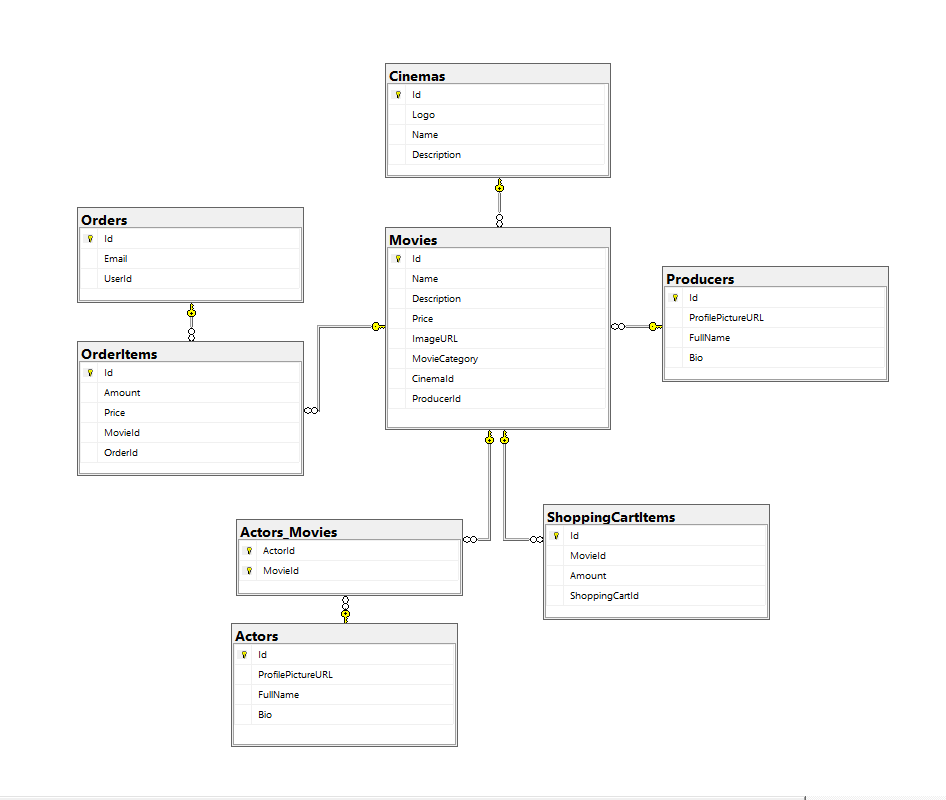 Cinemas
Id
Logo
Name
Description
Orders
Id
Email
UserId
Movies
Id
Name
Description
Price
ImageURL
MovieCategory
CinemaId
ProducerId
Producers
Id
ProfilePictureURL
FullName
Bio
OrderItems
Id
Amount
Price
MovieId
OrderId
Actors_Movies
ActorId
MovieId
ShoppingCartItems
Id
MovieId
Amount
ShoppingCartId
Actors
Id
ProfilePictureURL
FullName
Bio